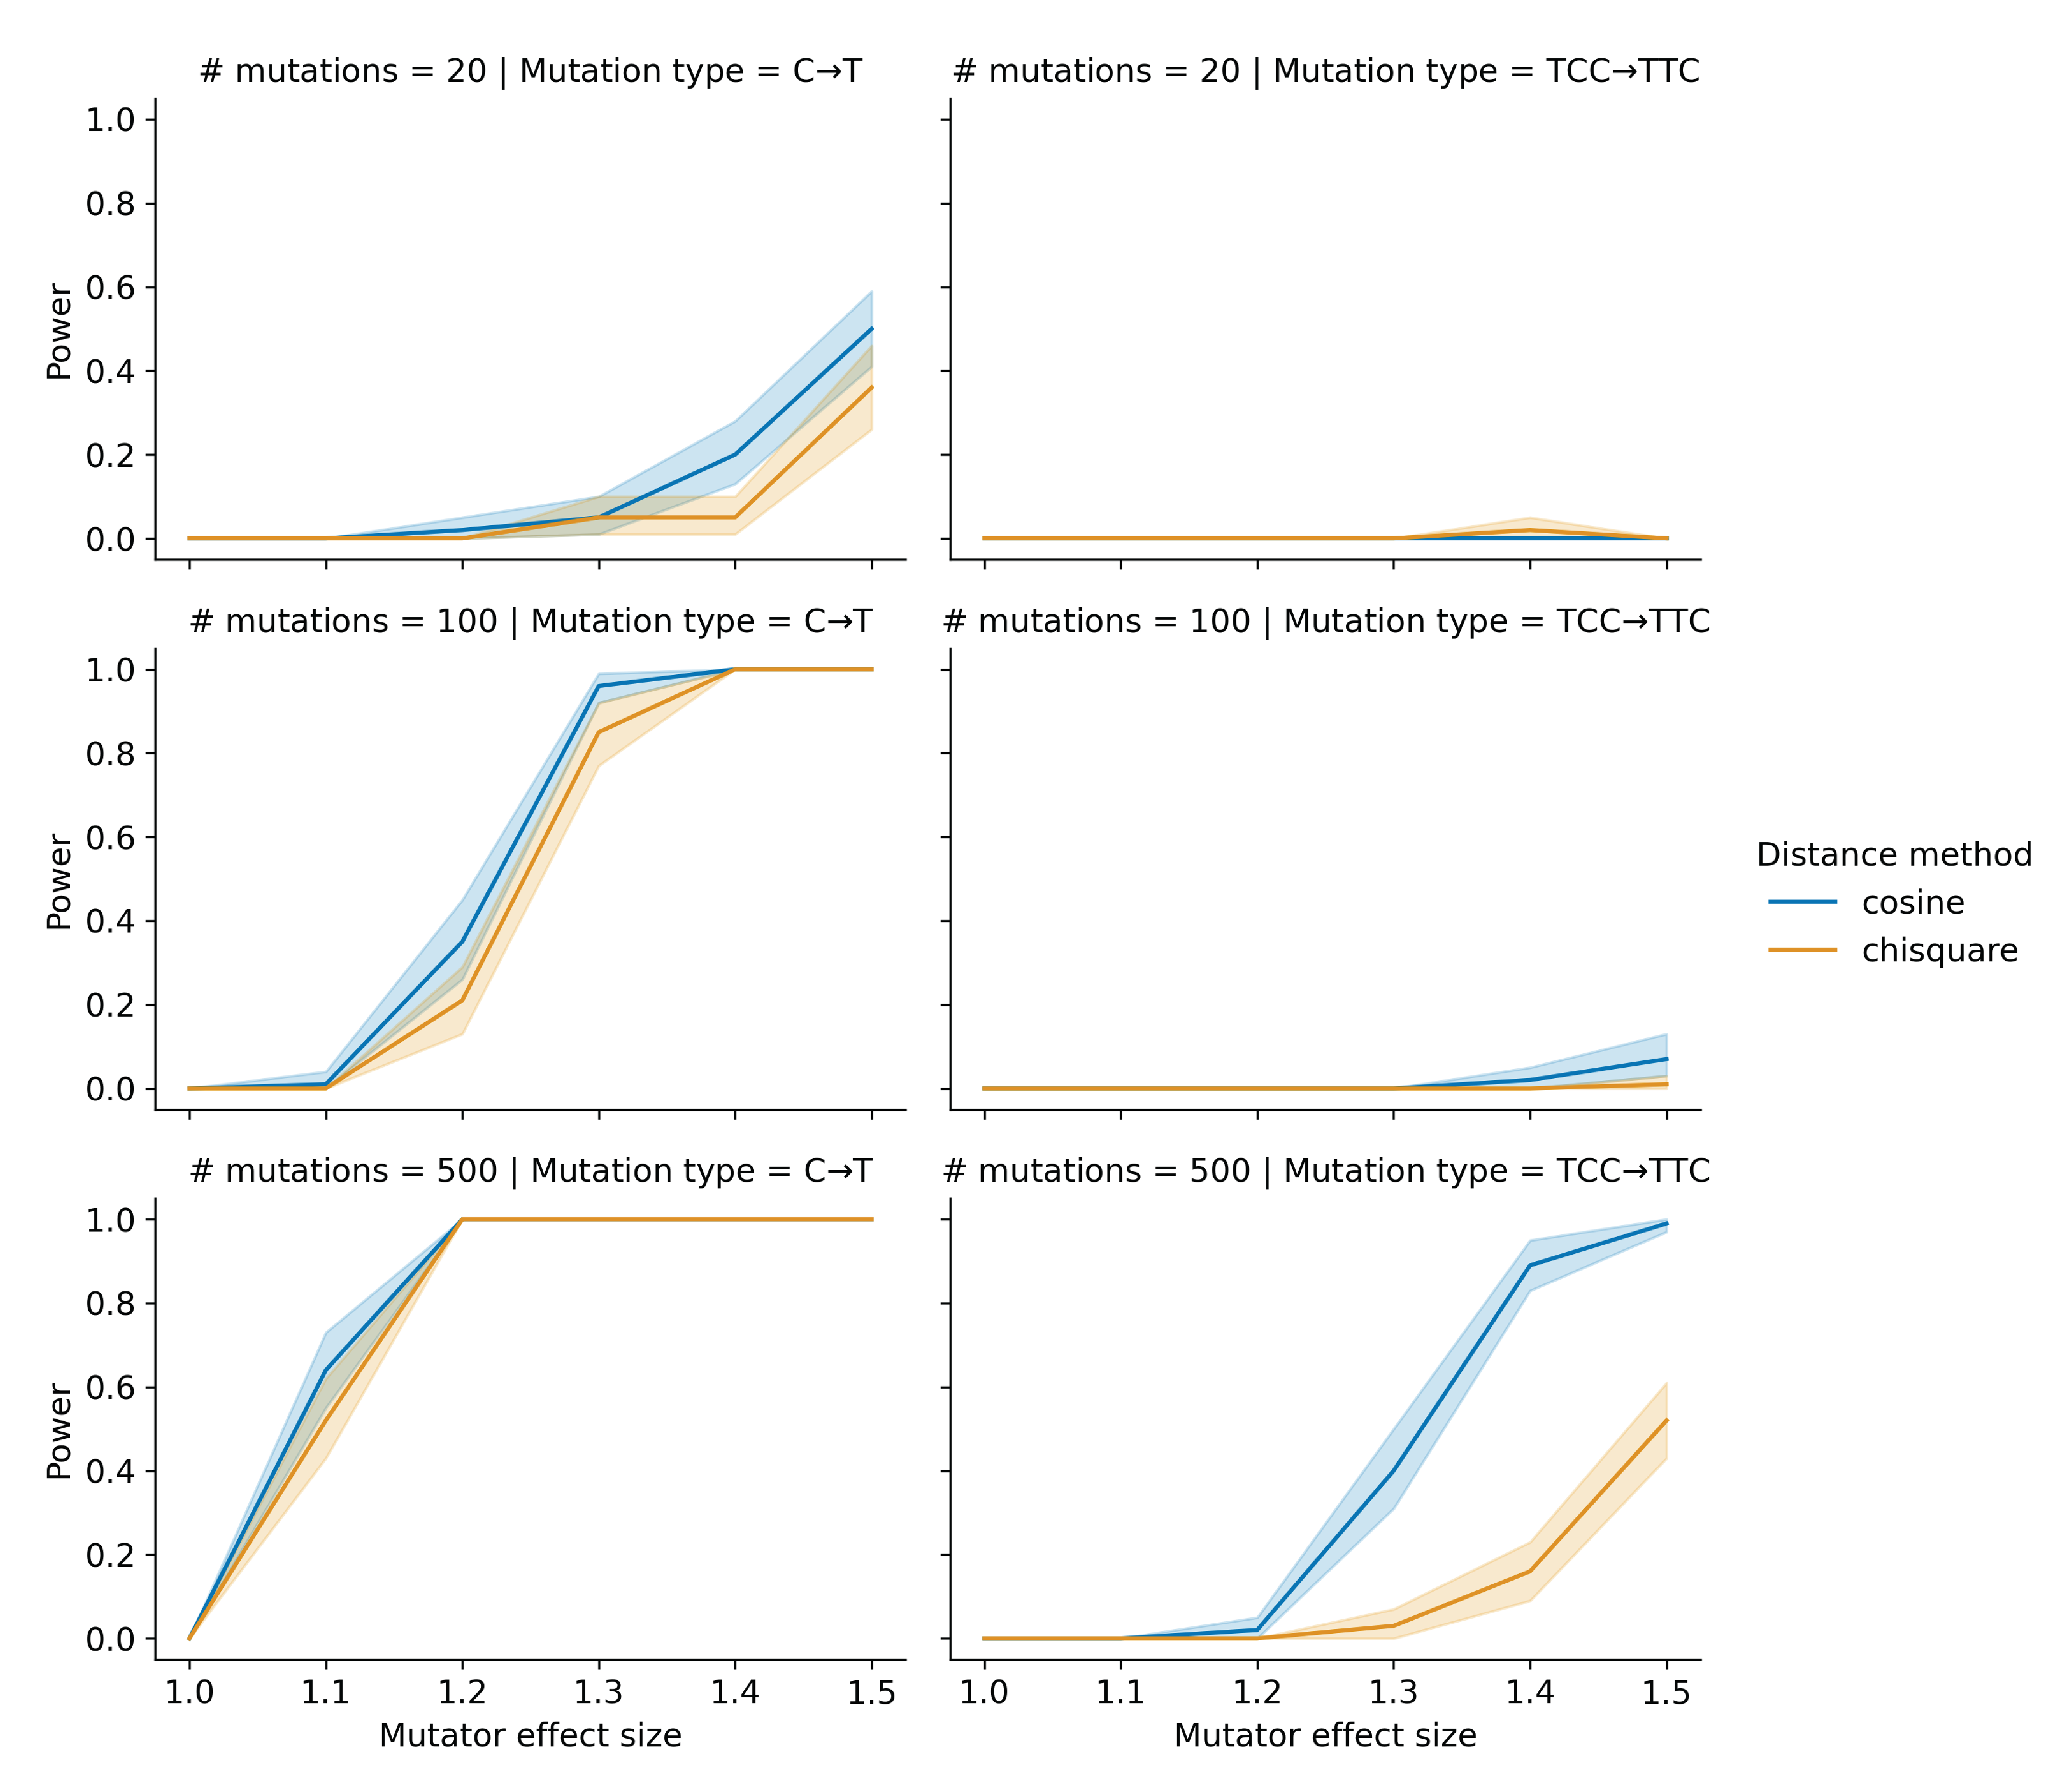 # mutations = 20 | Mutation type = C→T
# mutations = 20 | Mutation type = TCC→TTC
Power
1.0
0.8
0.6
0.4
0.2
0.0
# mutations = 100 | Mutation type = C→T
# mutations = 100 | Mutation type = TCC→TTC
Power
1.0
0.8
0.6
0.4
0.2
0.0
Distance method
cosine
chisquare
# mutations = 500 | Mutation type = C→T
# mutations = 500 | Mutation type = TCC→TTC
Power
1.0
0.8
0.6
0.4
0.2
0.0
1.0 1.1 1.2 1.3 1.4 1.5
Mutator effect size
1.0 1.1 1.2 1.3 1.4 1.5
Mutator effect size